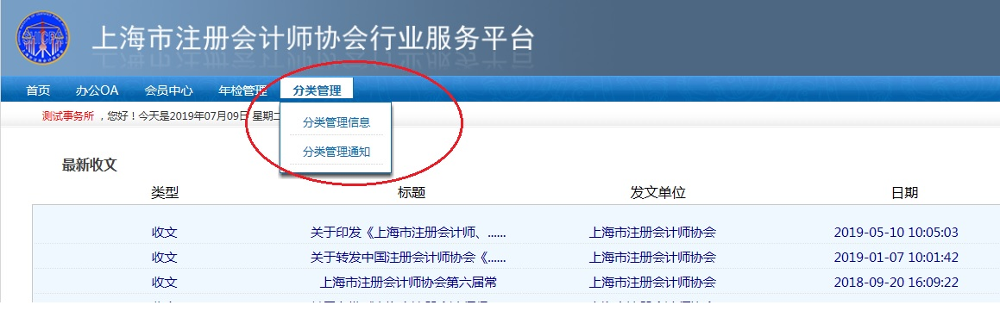 上海市注册会计师协会行业服务平台
首页 办公OA 会员中心 年检管理 分类管理
测试事务所 ，您好！今天是2019年07月09日 星期二
分类管理信息
分类管理通知
最新收文
类型 标题 发文单位 日期
收文 关于印发《上海市注册会计师、...... 上海市注册会计师协会 2019-05-10 10:05:03
收文 关于转发中国注册会计师协会《...... 上海市注册会计师协会 2019-01-07 10:01:42
收文 上海市注册会计师协会第六届常 上海市注册会计师协会 2018-09-20 16:09:22